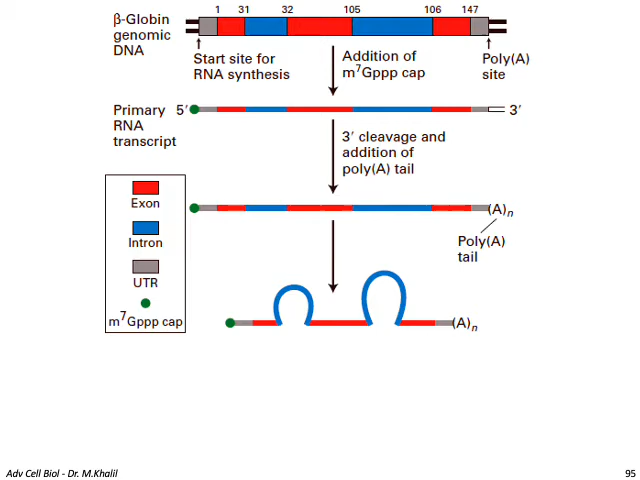 β-Globin
genomic
DNA
1 31 32 105 106 147
Start site for
RNA synthesis
Addition of
m7Gppp cap
Poly(A)
site
Primary
RNA
transcript
5′
3′
3′ cleavage and
addition of
poly(A) tail
(A)n
Poly(A)
tail
Exon
Intron
UTR
m7Gppp cap
(A)n
Adv Cell Biol - Dr. M.Khalil
95